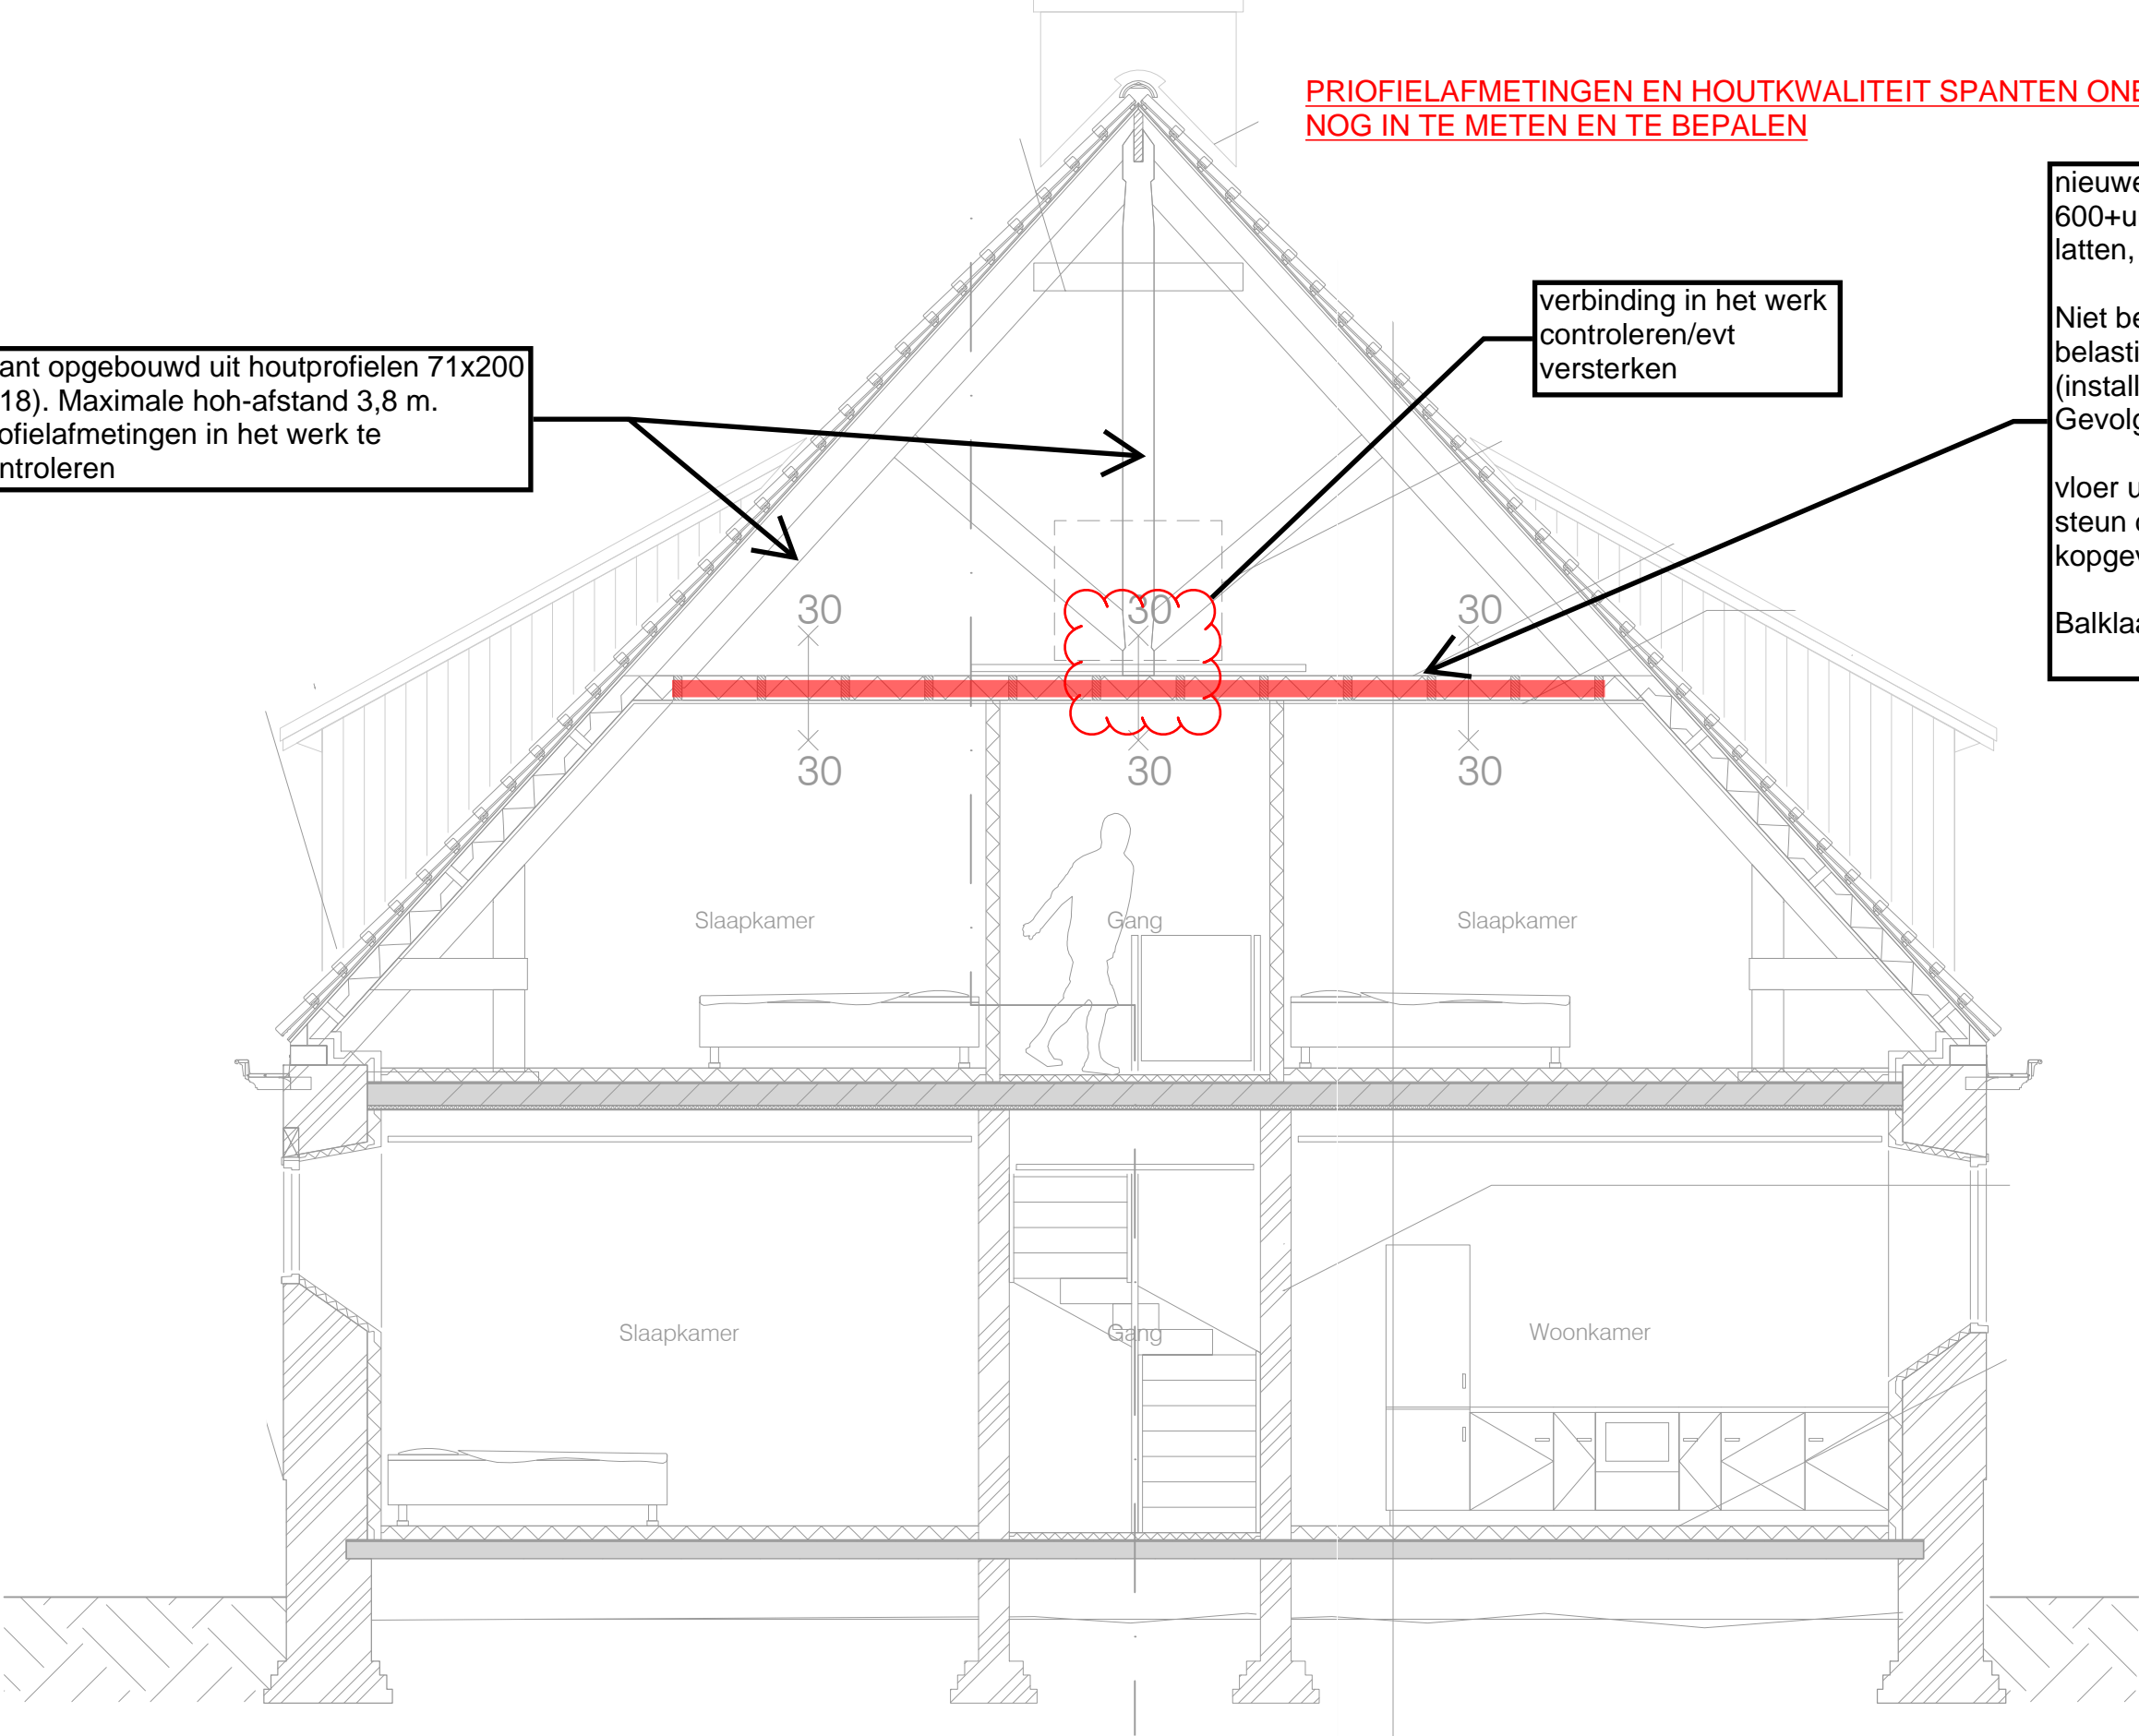 PRIOFIELAFMETINGEN EN HOUTKWALITEIT SPANTEN
NOG IN TE METEN EN TE BEPALEN
nieuwe
600+u
latten,
Niet be
belasti
(install
Gevolg
vloer u
steun
kopgev
Balklaa
verbinding in het werk
controleren/evt
versterken
ant opgebouwd uit houtprofielen 71x200
18). Maximale hoh-afstand 3,8 m.
ofielafmetingen in het werk te
ntroleren
30
30
30
30
30
30
Slaapkamer
Gang
Slaapkamer
Slaapkamer
Gang
Woonkamer